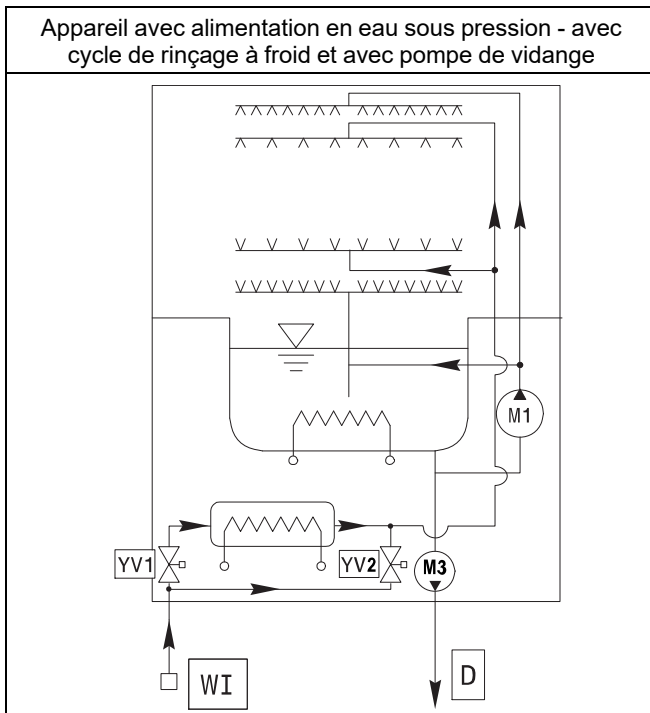 Appareil avec alimentation en eau sous pression - avec
cycle de rinçage à froid et avec pompe de vidange
M1
YV1
YV2
M3
WI
D